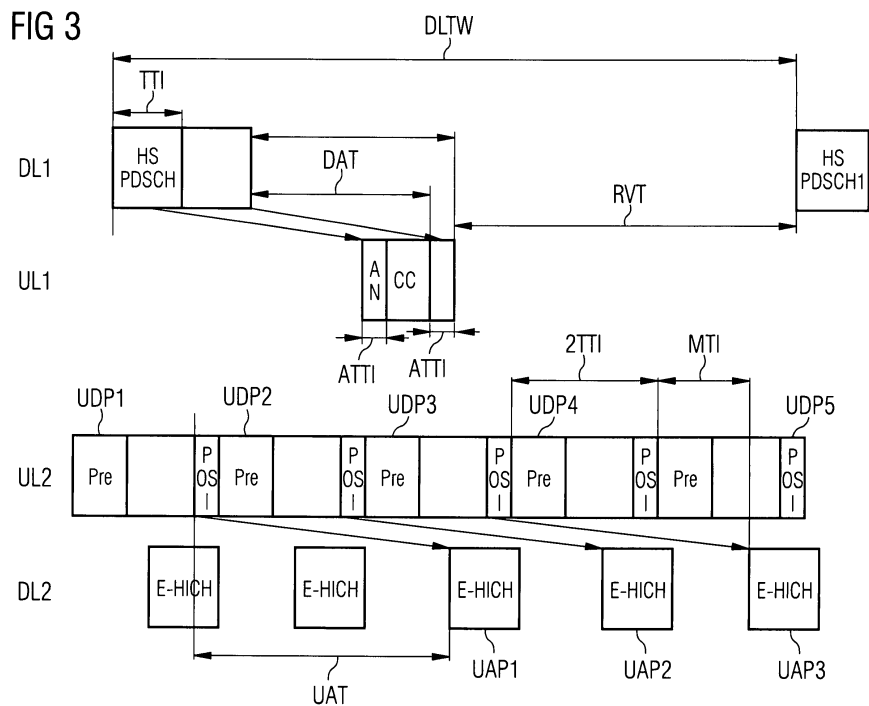 FIG 3
DLTW
TTI
DL1
HS
PDSCH
DAT
RVT
HS
PDSCH1
UL1
A
N
CC
ATTI
ATTI
2TTI
MTI
UDP1
UDP2
UDP3
UDP4
UDP5
UL2
Pre
P
OS
I
Pre
P
OS
I
Pre
P
OS
I
Pre
P
OS
I
Pre
P
OS
I
DL2
E-HICH
E-HICH
E-HICH
E-HICH
E-HICH
UAT
UAP1
UAP2
UAP3